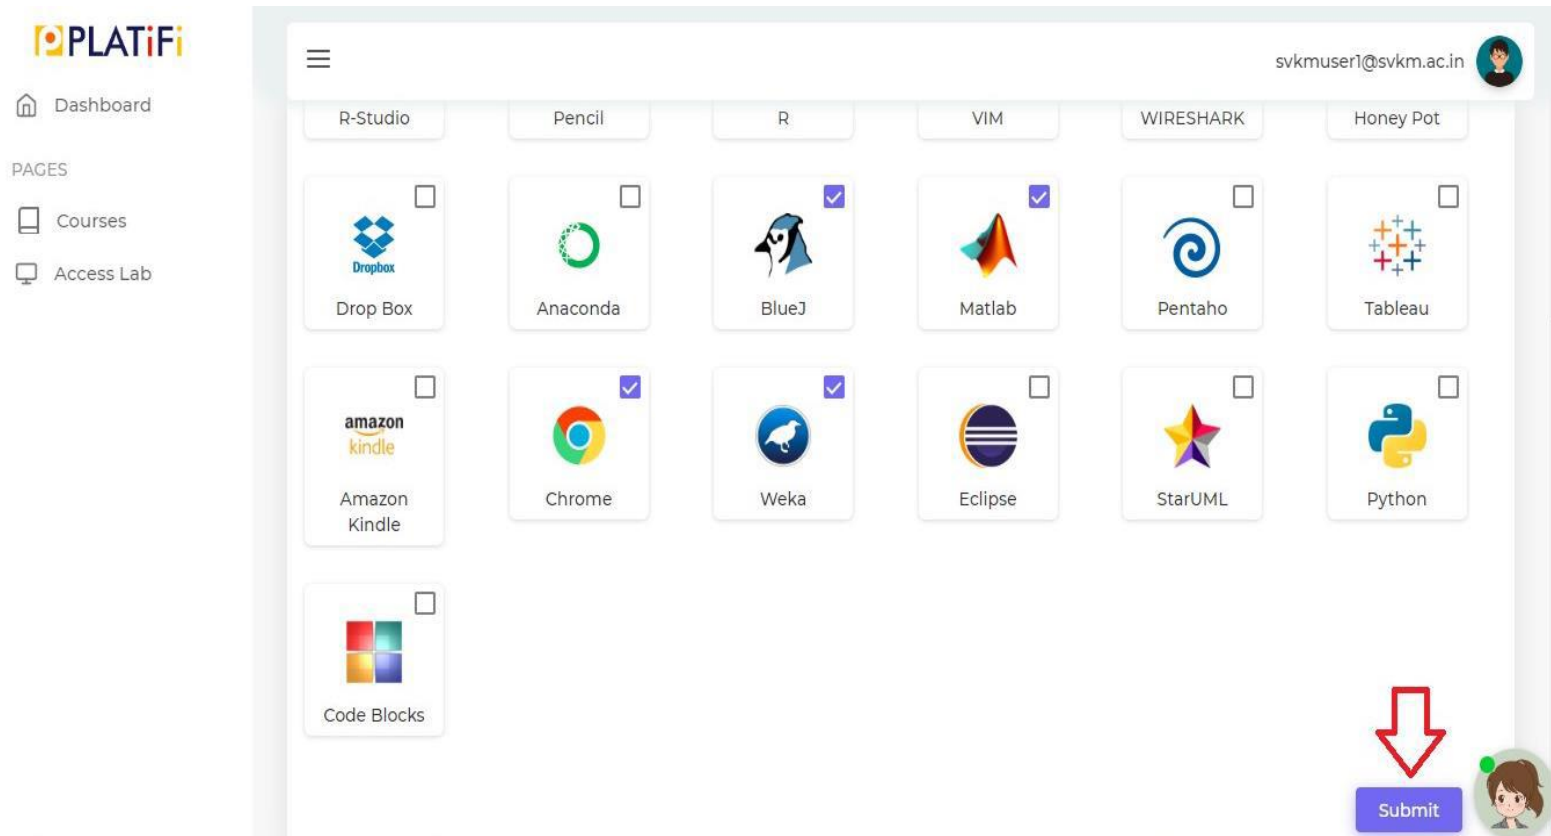 PLATiFi
svkmuser1@svkm.ac.in
Dashboard
PAGES
Courses
Access Lab
R-Studio
Pencil
R
VIM
WIRESHARK
Honey Pot
Dropbox
Drop Box
Anaconda
BlueJ
Matlab
Pentaho
Tableau
amazon
kindle
Amazon
Kindle
Chrome
Weka
Eclipse
StarUML
Python
Code Blocks
Submit